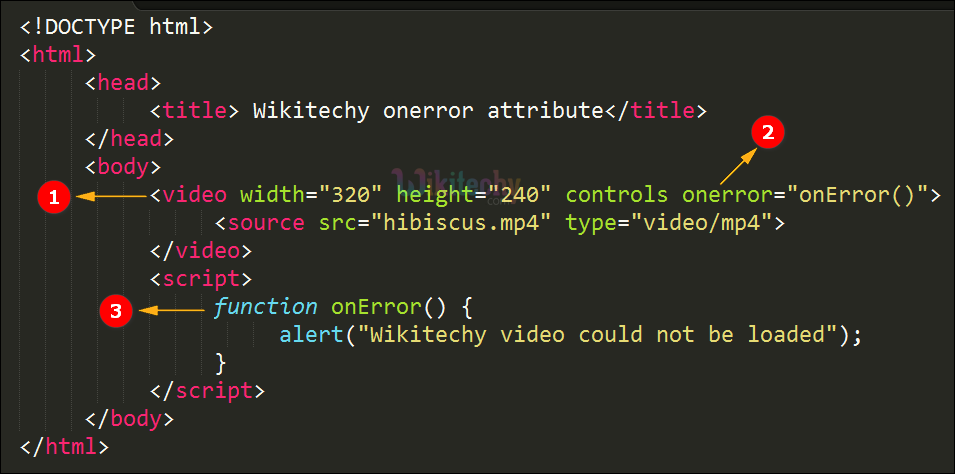 <!DOCTYPE html>
<html>
<head>
<title> Wikitechy onerror attribute</title>
</head>
2
<body>
Wikitechy
.com
1
<video width="320" height="240" controls onerror="onError()">
<source src="hibiscus.mp4" type="video/mp4">
</video>
<script>
3
function onError() {
alert("Wikitechy video could not be loaded");
}
</script>
</body>
</html>